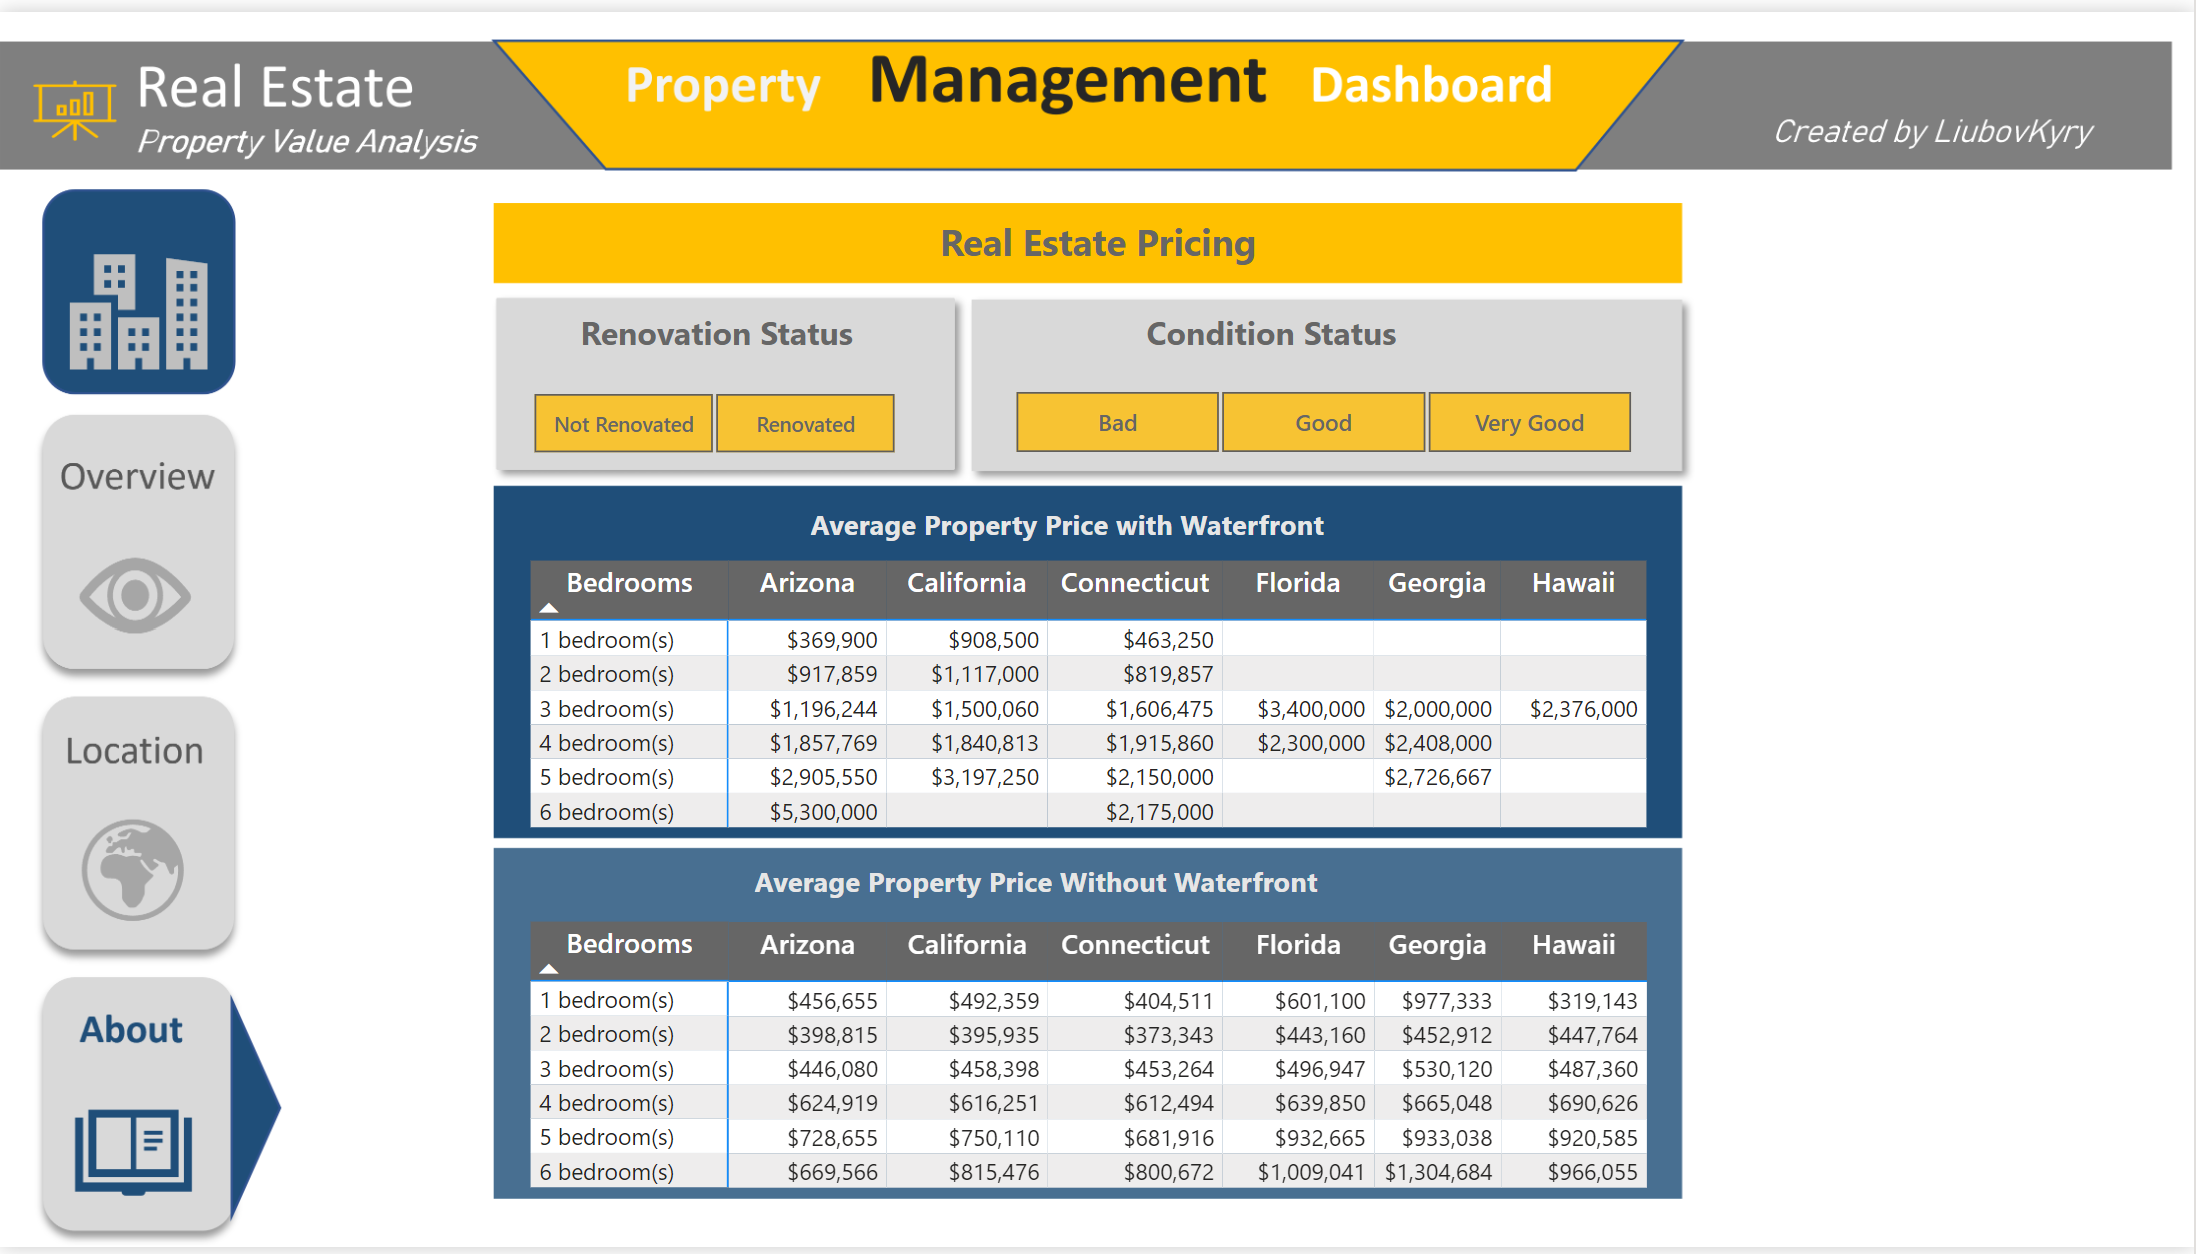 Real Estate
Property Value Analysis
Property Management Dashboard
Created by LiubovKyry
Overview
Location
About
Real Estate Pricing
Renovation Status
Not Renovated Renovated
Condition Status
Bad Good Very Good
Average Property Price with Waterfront
Bedrooms Arizona California Connecticut Florida Georgia Hawaii
1 bedroom(s) $369,900 $908,500 $463,250
2 bedroom(s) $917,859 $1,117,000 $819,857
3 bedroom(s) $1,196,244 $1,500,060 $1,606,475 $3,400,000 $2,000,000 $2,376,000
4 bedroom(s) $1,857,769 $1,840,813 $1,915,860 $2,300,000 $2,408,000
5 bedroom(s) $2,905,550 $3,197,250 $2,150,000 $2,726,667
6 bedroom(s) $5,300,000 $2,175,000
Average Property Price Without Waterfront
Bedrooms Arizona California Connecticut Florida Georgia Hawaii
1 bedroom(s) $456,655 $492,359 $404,511 $601,100 $977,333 $319,143
2 bedroom(s) $398,815 $395,935 $373,343 $443,160 $452,912 $447,764
3 bedroom(s) $446,080 $458,398 $453,264 $496,947 $530,120 $487,360
4 bedroom(s) $624,919 $616,251 $612,494 $639,850 $665,048 $690,626
5 bedroom(s) $728,655 $750,110 $681,916 $932,665 $933,038 $920,585
6 bedroom(s) $669,566 $815,476 $800,672 $1,009,041 $1,304,684 $966,055